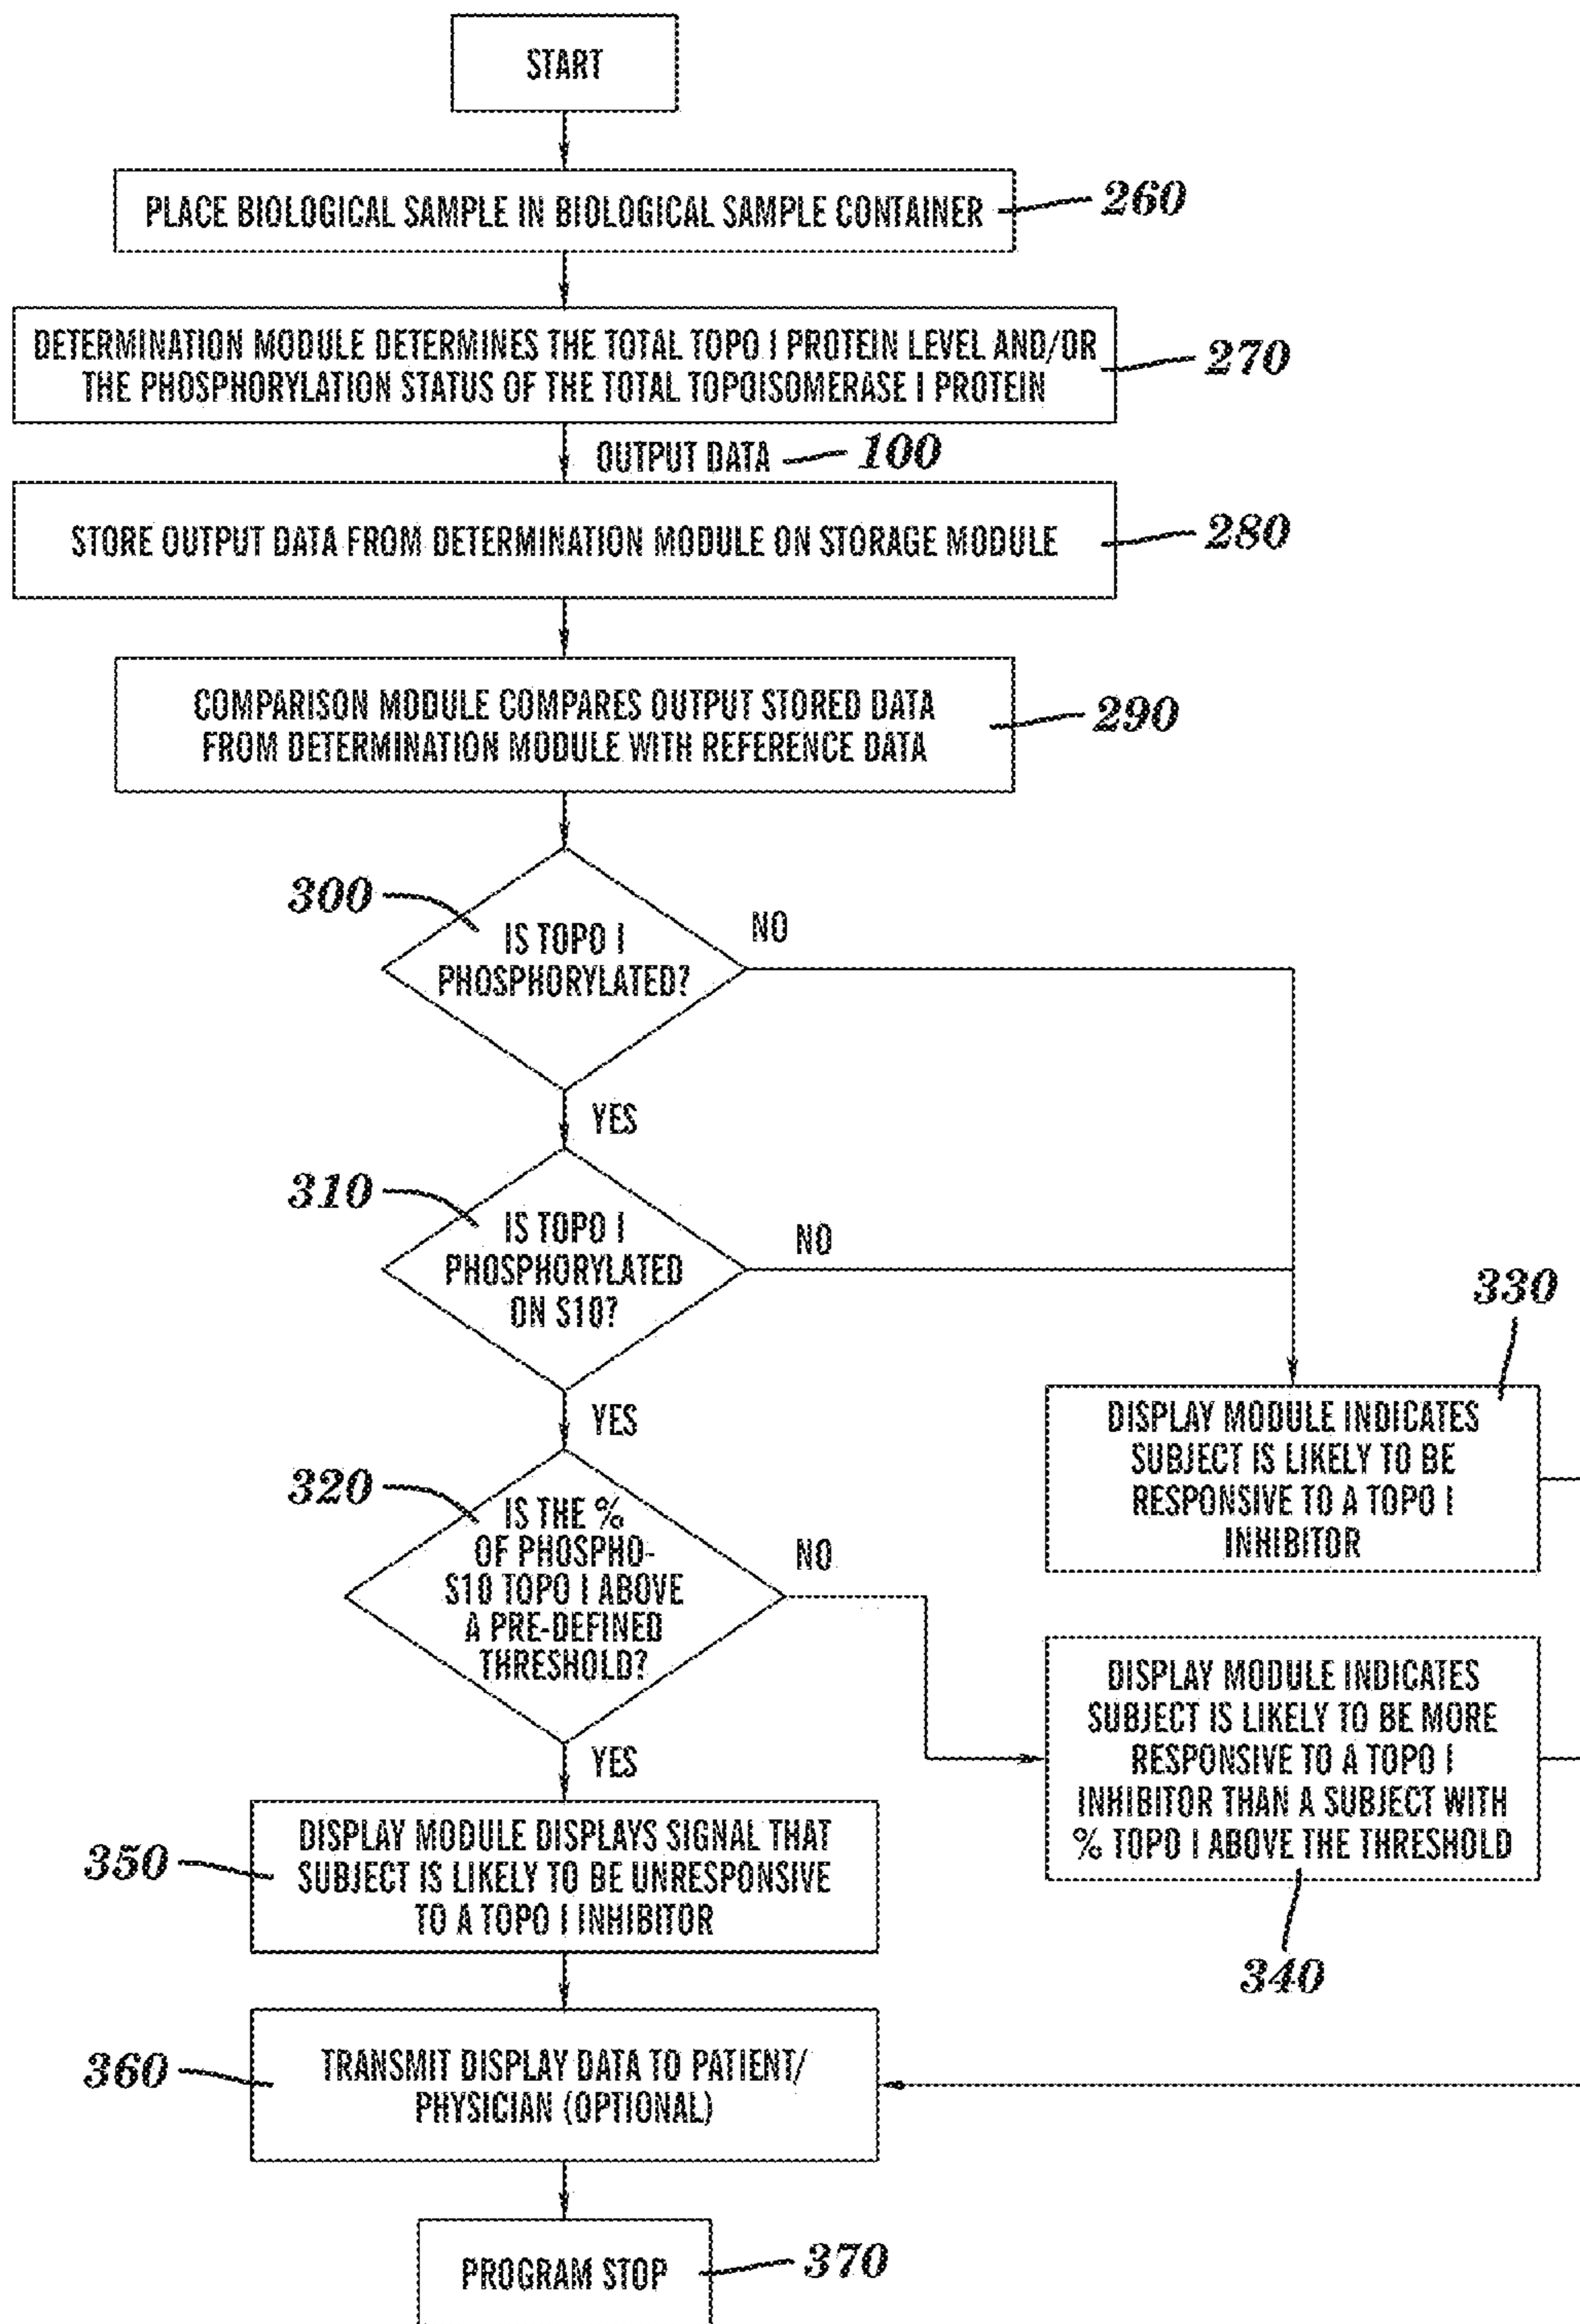 START
PLACE BIOLOGICAL SAMPLE IN BIOLOGICAL SAMPLE CONTAINER
260
DETERMINATION MODULE DETERMINES THE TOTAL TOPO I PROTEIN LEVEL AND/OR
THE PHOSPHORYLATION STATUS OF THE TOTAL TOPOISOMERASE I PROTEIN
270
OUTPUT DATA
100
STORE OUTPUT DATA FROM DETERMINATION MODULE ON STORAGE MODULE
280
COMPARISON MODULE COMPARES OUTPUT STORED DATA
FROM DETERMINATION MODULE WITH REFERENCE DATA
290
300
IS TOPO I
PHOSPHORYLATED?
NO
YES
310
IS TOPO I
PHOSPHORYLATED
ON S10?
NO
YES
330
DISPLAY MODULE INDICATES
SUBJECT IS LIKELY TO BE
RESPONSIVE TO A TOPO I
INHIBITOR
320
IS THE %
OF PHOSPHO-
S10 TOPO I ABOVE
A PRE-DEFINED
THRESHOLD?
NO
YES
DISPLAY MODULE INDICATES
SUBJECT IS LIKELY TO BE MORE
RESPONSIVE TO A TOPO I
INHIBITOR THAN A SUBJECT WITH
% TOPO I ABOVE THE THRESHOLD
340
350
DISPLAY MODULE DISPLAYS SIGNAL THAT
SUBJECT IS LIKELY TO BE UNRESPONSIVE
TO A TOPO I INHIBITOR
360
TRANSMIT DISPLAY DATA TO PATIENT/
PHYSICIAN (OPTIONAL)
PROGRAM STOP
370